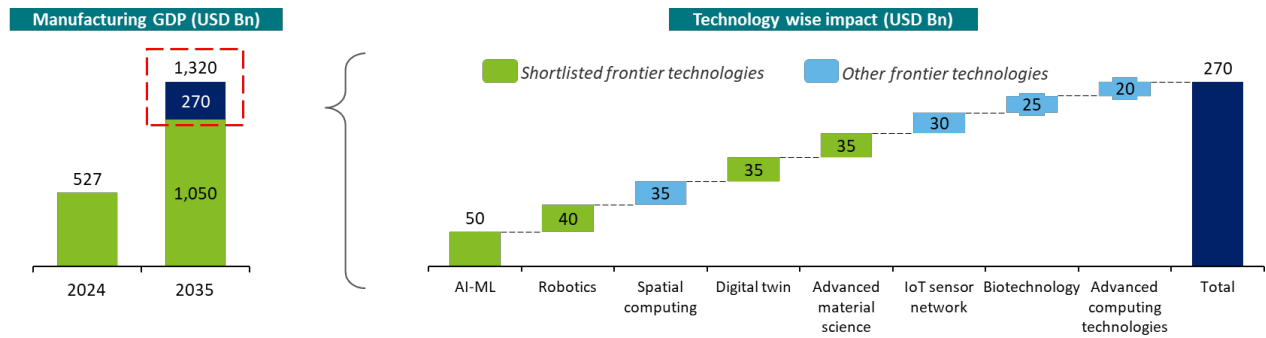 Manufacturing GDP (USD Bn)
1,320
270
527
1,050
2024
2035
Technology wise impact (USD Bn)
Shortlisted frontier technologies
Other frontier technologies
50
40
35
35
35
30
25
20
270
AI-ML
Robotics
Spatial
computing
Digital twin
Advanced
material
science
IoT sensor
network
Biotechnology
Advanced
computing
technologies
Total